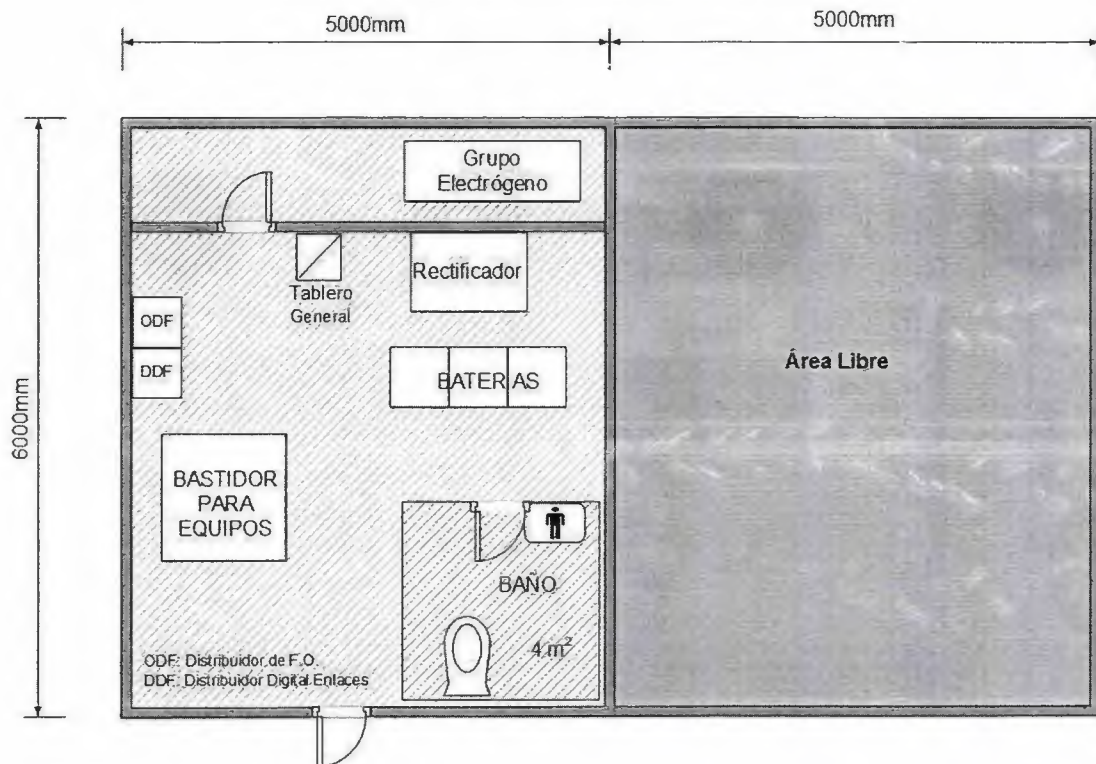 5000mm
5000mm
6000mm
Grupo
Electrógeno
Rectificador
Tablero
General
ODF
DDF
BATERIAS
Área Libre
BASTIDOR
PARA
EQUIPOS
BAÑO
4 m²
ODF: Distribuidor de F.O.
DDF: Distribuidor Digital Enlaces